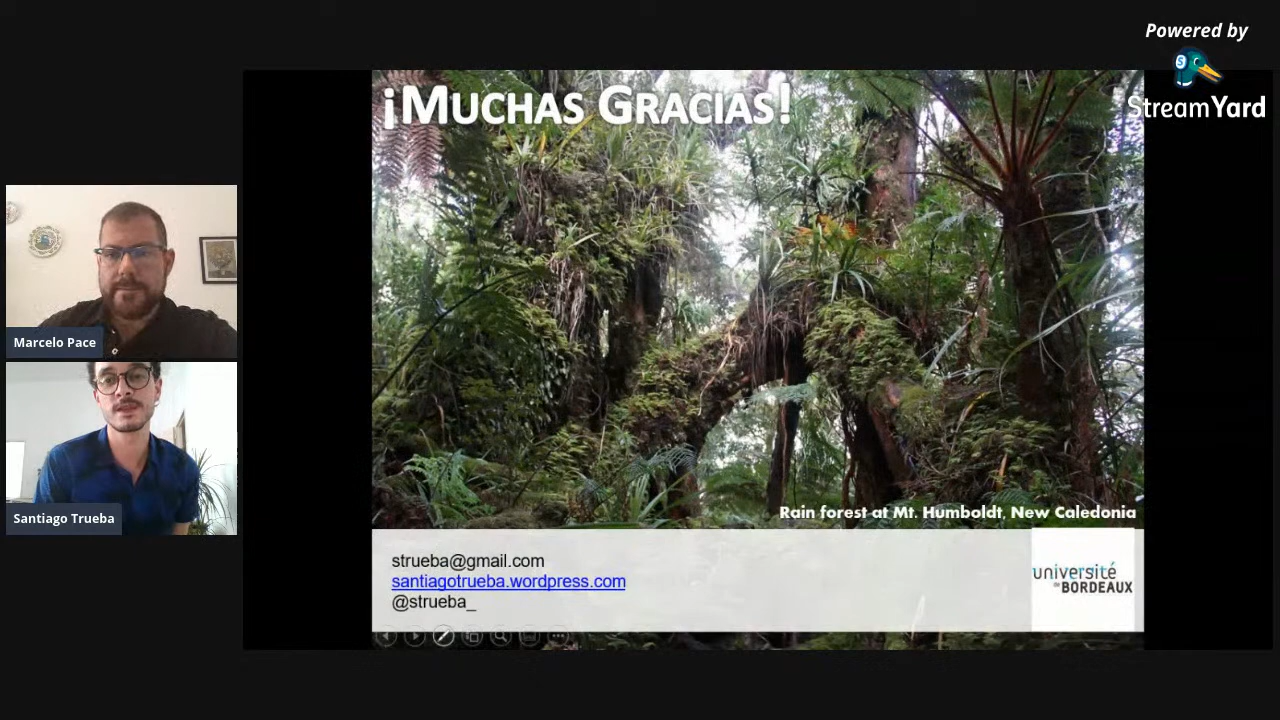 Powered by
StreamYard
¡MUCHAS GRACIAS!
Marcelo Pace
Santiago Trueba
Rain forest at Mt. Humboldt, New Caledonia
strueba@gmail.com
santiagotrueba.wordpress.com
@strueba_
université
de BORDEAUX